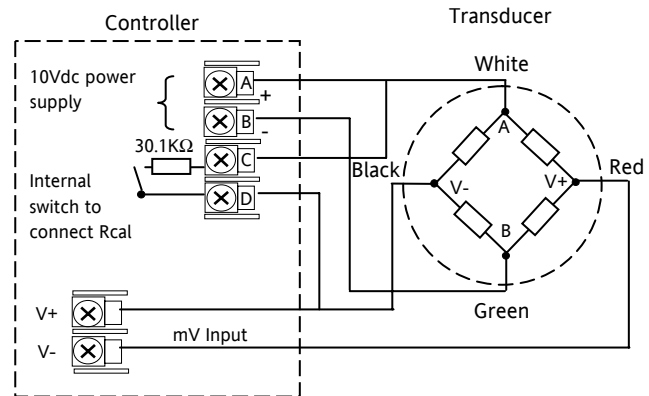 Controller
Transducer
10Vdc power
supply
A
+
B
-
30.1KΩ
C
D
Internal
switch to
connect Rcal
V+
V-
mV Input
White
A
Black
V-
V+
Red
B
Green